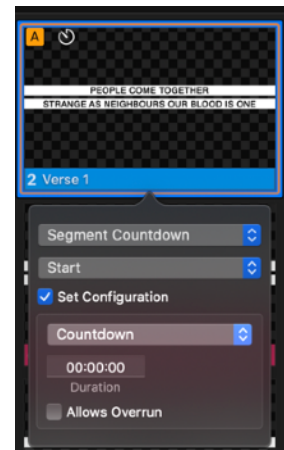 A
PEOPLE COME TOGETHER
STRANGE AS NEIGHBOURS OUR BLOOD IS ONE
2 Verse 1
Segment Countdown
Start
Set Configuration
Countdown
00:00:00
Duration
Allows Overrun